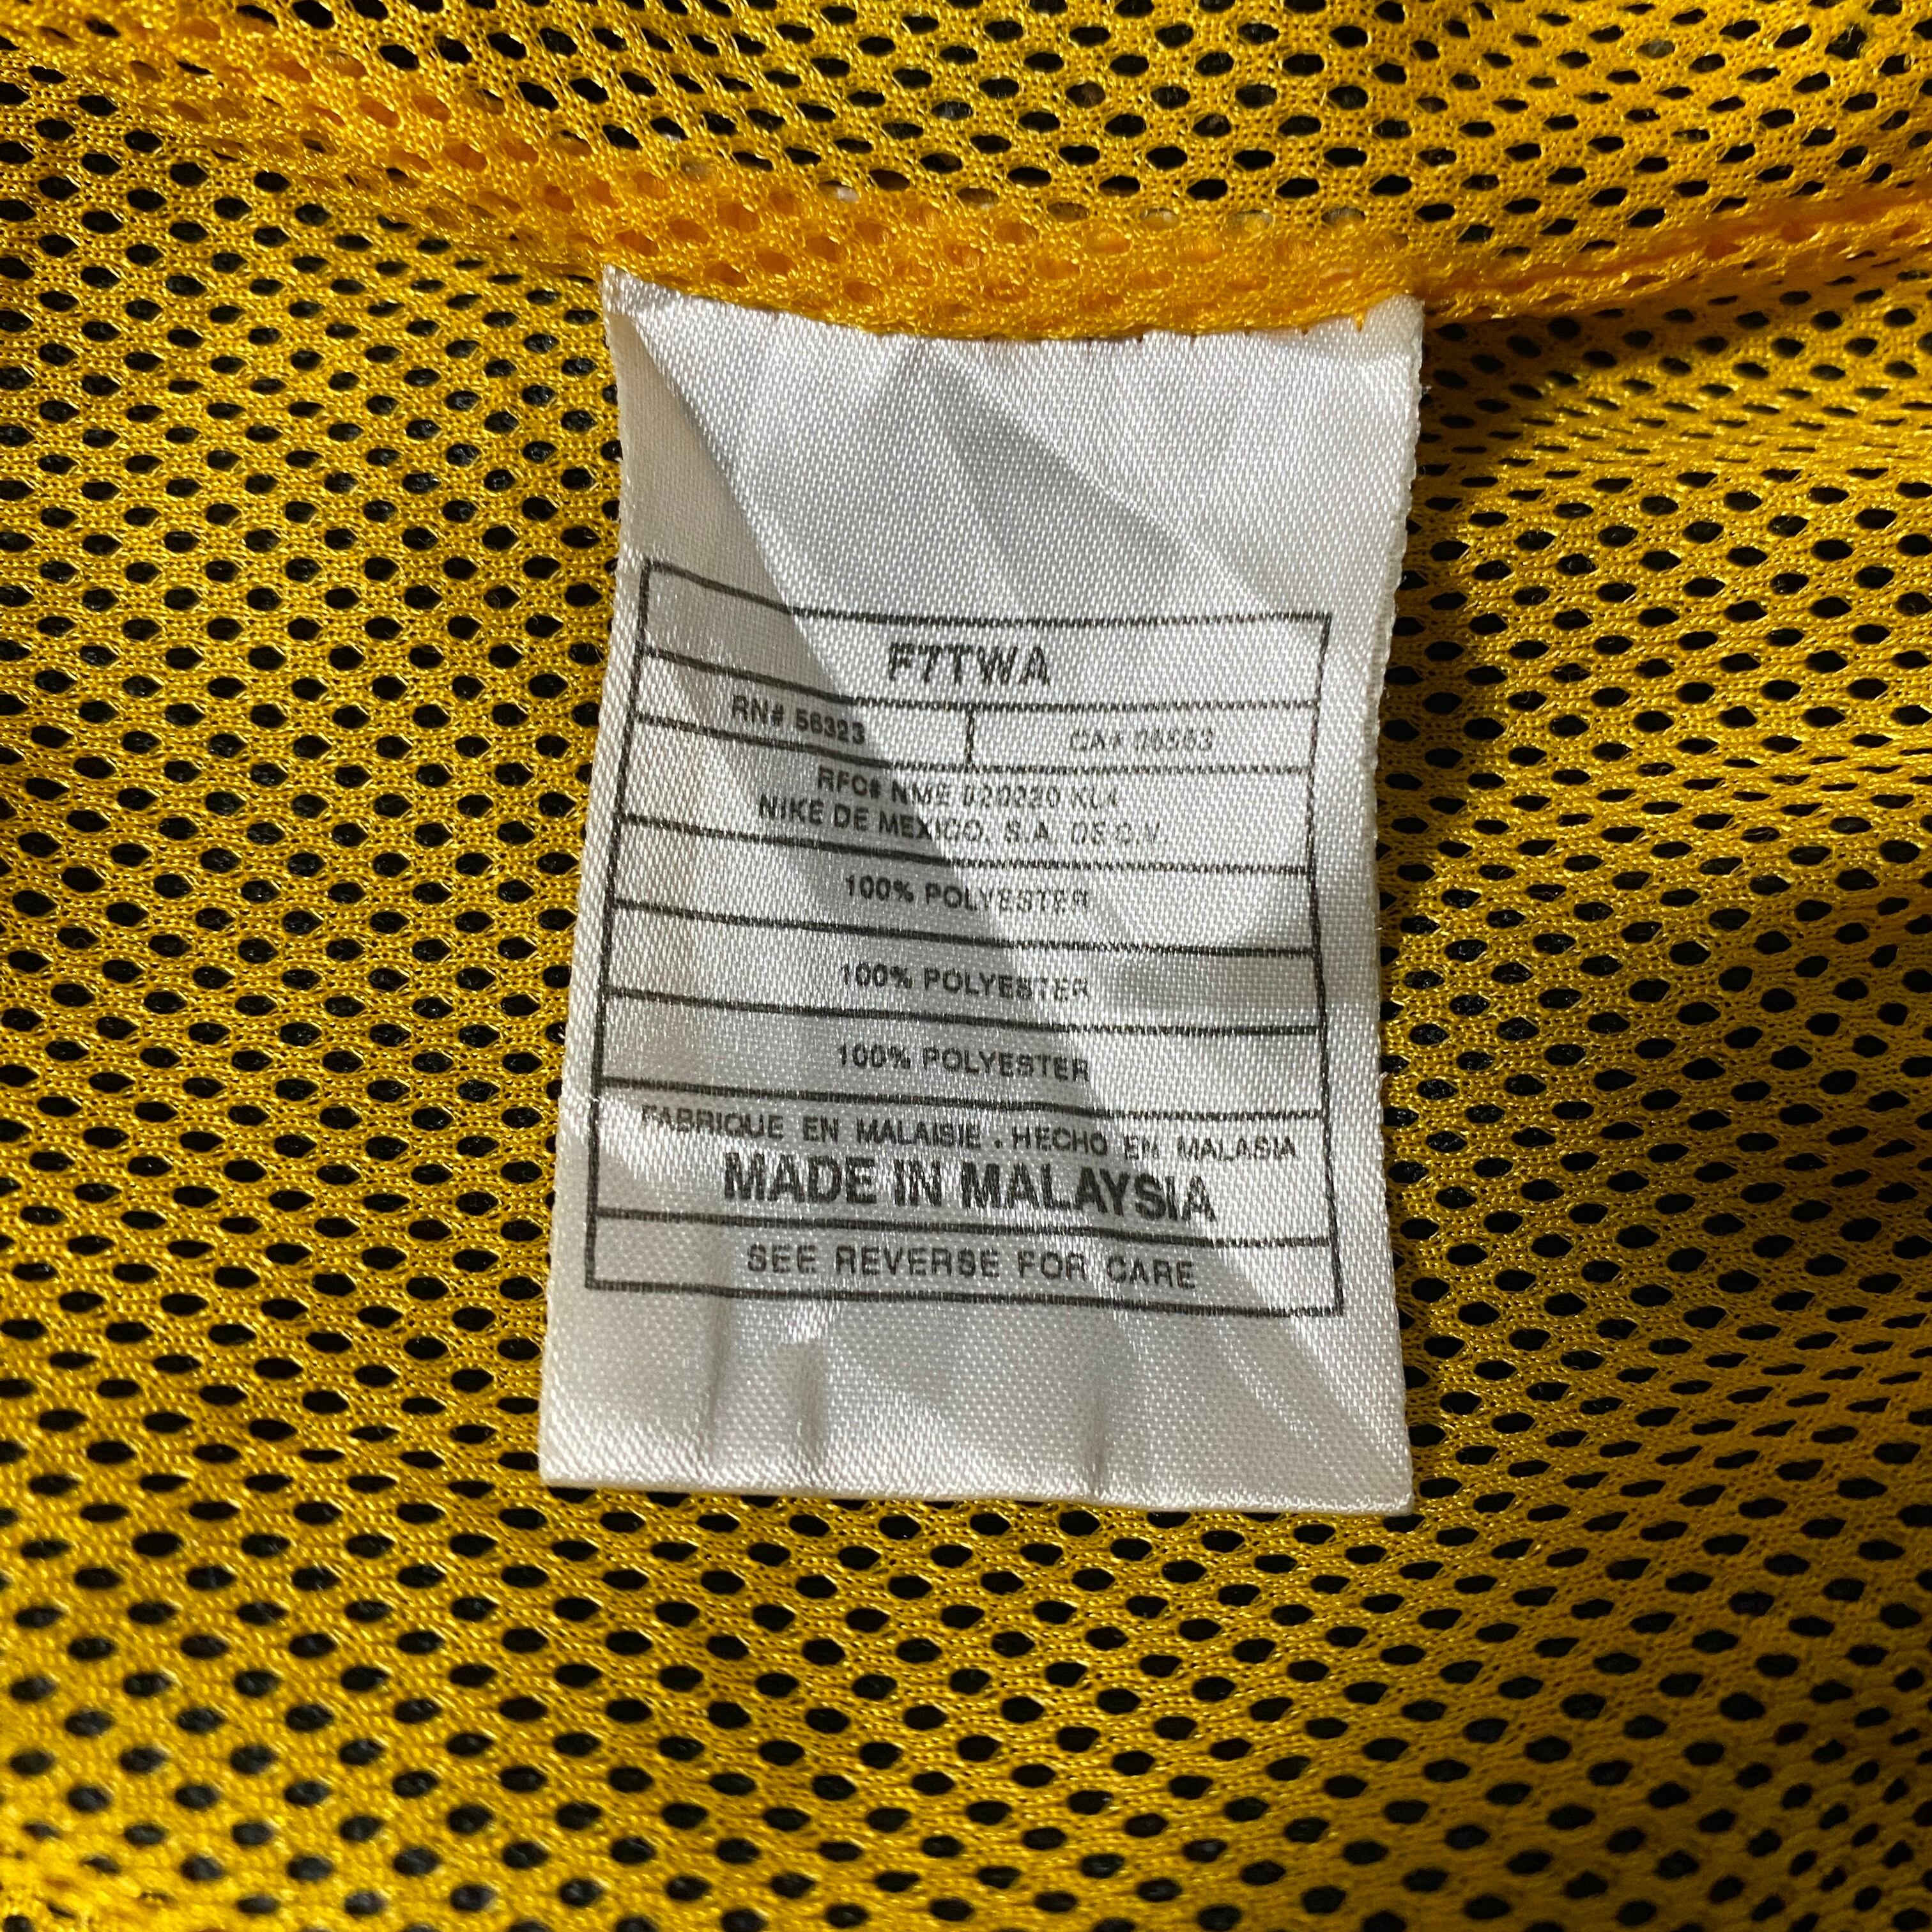 F7TWA
RN# 56323 CA# 05553
RFC# NME 920220 KL4
NIKE DE MEXICO, S.A. DE C.V.
100% POLYESTER
100% POLYESTER
100% POLYESTER
FABRIQUE EN MALAISIE . HECHO EN MALASIA
MADE IN MALAYSIA
SEE REVERSE FOR CARE